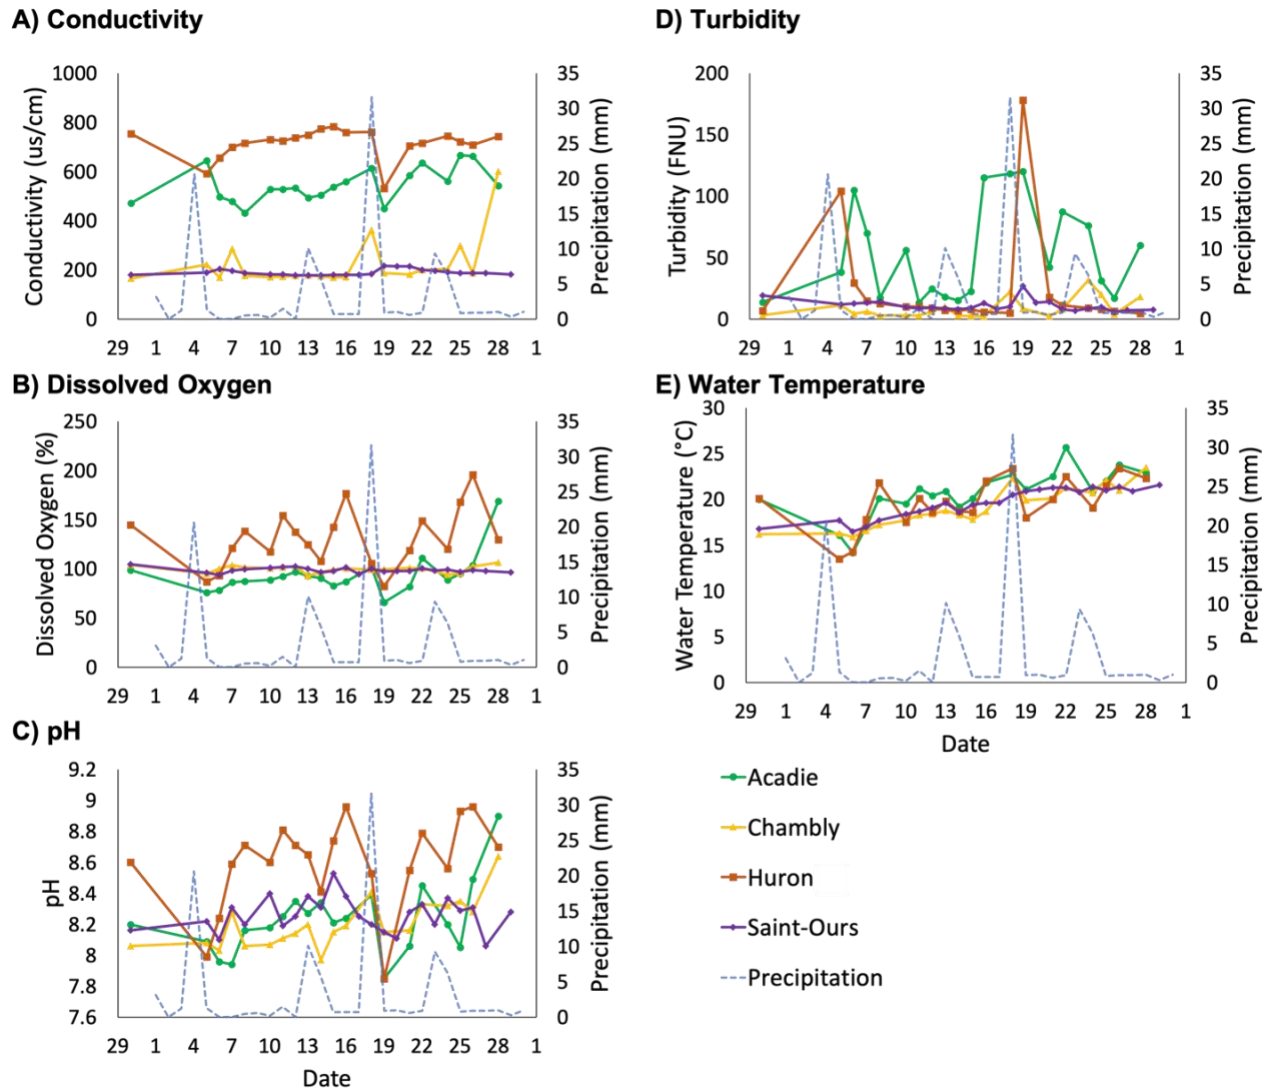 A) Conductivity
Conductivity (us/cm)
1000
800
600
400
200
0
35
30
25
20
15
10
5
0
Precipitation (mm)
29 1 4 7 10 13 16 19 22 25 28 1
B) Dissolved Oxygen
Dissolved Oxygen (%)
250
200
150
100
50
0
35
30
25
20
15
10
5
0
Precipitation (mm)
29 1 4 7 10 13 16 19 22 25 28 1
C) pH
pH
9.2
9
8.8
8.6
8.4
8.2
8
7.8
7.6
35
30
25
20
15
10
5
0
Precipitation (mm)
29 1 4 7 10 13 16 19 22 25 28 1
Date
D) Turbidity
Turbidity (FNU)
200
150
100
50
0
35
30
25
20
15
10
5
0
Precipitation (mm)
29 1 4 7 10 13 16 19 22 25 28 1
E) Water Temperature
Water Temperature (°C)
30
25
20
15
10
5
0
35
30
25
20
15
10
5
0
Precipitation (mm)
29 1 4 7 10 13 16 19 22 25 28 1
Date
Acadie
Chambly
Huron
Saint-Ours
Precipitation